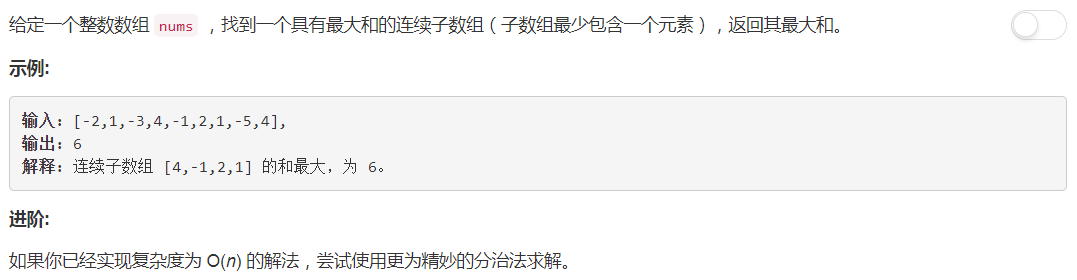 给定一个整数数组 nums ，找到一个具有最大和的连续子数组（子数组最少包含一个元素），返回其最大和。
示例:
输入: [-2,1,-3,4,-1,2,1,-5,4],
输出: 6
解释: 连续子数组 [4,-1,2,1] 的和最大，为 6。
进阶:
如果你已经实现复杂度为 O(n) 的解法，尝试使用更为精妙的分治法求解。